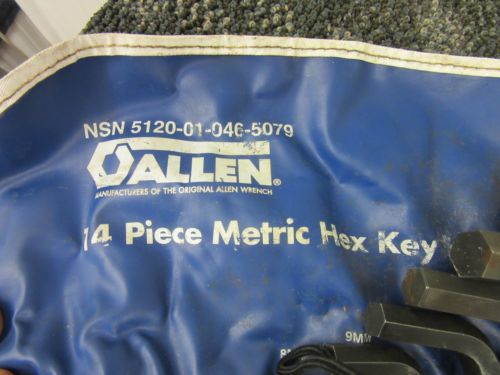 NSN 5120-01-046-5079
ALLEN®
MANUFACTURERS OF THE ORIGINAL ALLEN WRENCH
14 Piece Metric Hex Key
9MM